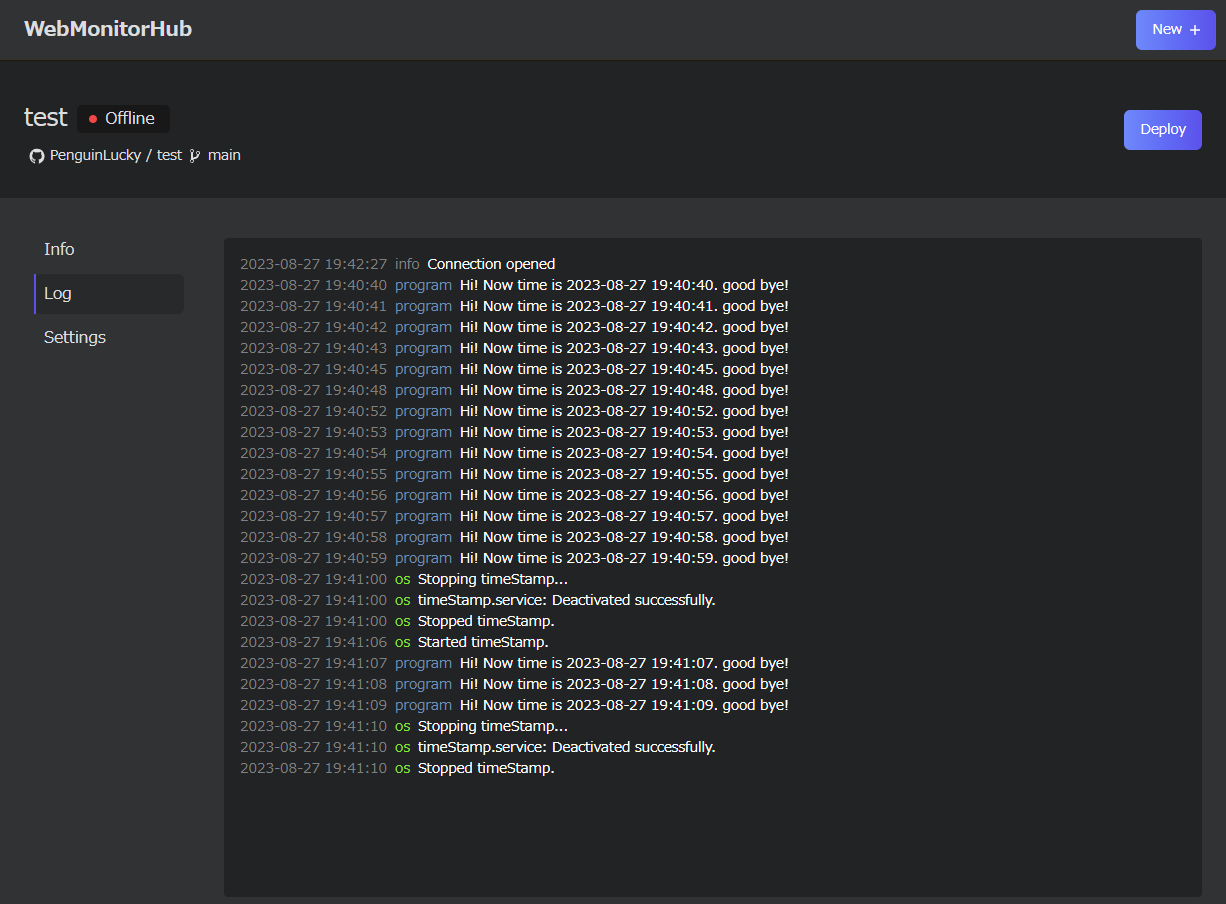 WebMonitorHub
New +
test Offline
Deploy
PenguinLucky / test main
Info
Log
Settings
2023-08-27 19:42:27 info Connection opened
2023-08-27 19:40:40 program Hi! Now time is 2023-08-27 19:40:40. good bye!
2023-08-27 19:40:41 program Hi! Now time is 2023-08-27 19:40:41. good bye!
2023-08-27 19:40:42 program Hi! Now time is 2023-08-27 19:40:42. good bye!
2023-08-27 19:40:43 program Hi! Now time is 2023-08-27 19:40:43. good bye!
2023-08-27 19:40:45 program Hi! Now time is 2023-08-27 19:40:45. good bye!
2023-08-27 19:40:48 program Hi! Now time is 2023-08-27 19:40:48. good bye!
2023-08-27 19:40:52 program Hi! Now time is 2023-08-27 19:40:52. good bye!
2023-08-27 19:40:53 program Hi! Now time is 2023-08-27 19:40:53. good bye!
2023-08-27 19:40:54 program Hi! Now time is 2023-08-27 19:40:54. good bye!
2023-08-27 19:40:55 program Hi! Now time is 2023-08-27 19:40:55. good bye!
2023-08-27 19:40:56 program Hi! Now time is 2023-08-27 19:40:56. good bye!
2023-08-27 19:40:57 program Hi! Now time is 2023-08-27 19:40:57. good bye!
2023-08-27 19:40:58 program Hi! Now time is 2023-08-27 19:40:58. good bye!
2023-08-27 19:40:59 program Hi! Now time is 2023-08-27 19:40:59. good bye!
2023-08-27 19:41:00 os Stopping timeStamp...
2023-08-27 19:41:00 os timeStamp.service: Deactivated successfully.
2023-08-27 19:41:00 os Stopped timeStamp.
2023-08-27 19:41:06 os Started timeStamp.
2023-08-27 19:41:07 program Hi! Now time is 2023-08-27 19:41:07. good bye!
2023-08-27 19:41:08 program Hi! Now time is 2023-08-27 19:41:08. good bye!
2023-08-27 19:41:09 program Hi! Now time is 2023-08-27 19:41:09. good bye!
2023-08-27 19:41:10 os Stopping timeStamp...
2023-08-27 19:41:10 os timeStamp.service: Deactivated successfully.
2023-08-27 19:41:10 os Stopped timeStamp.